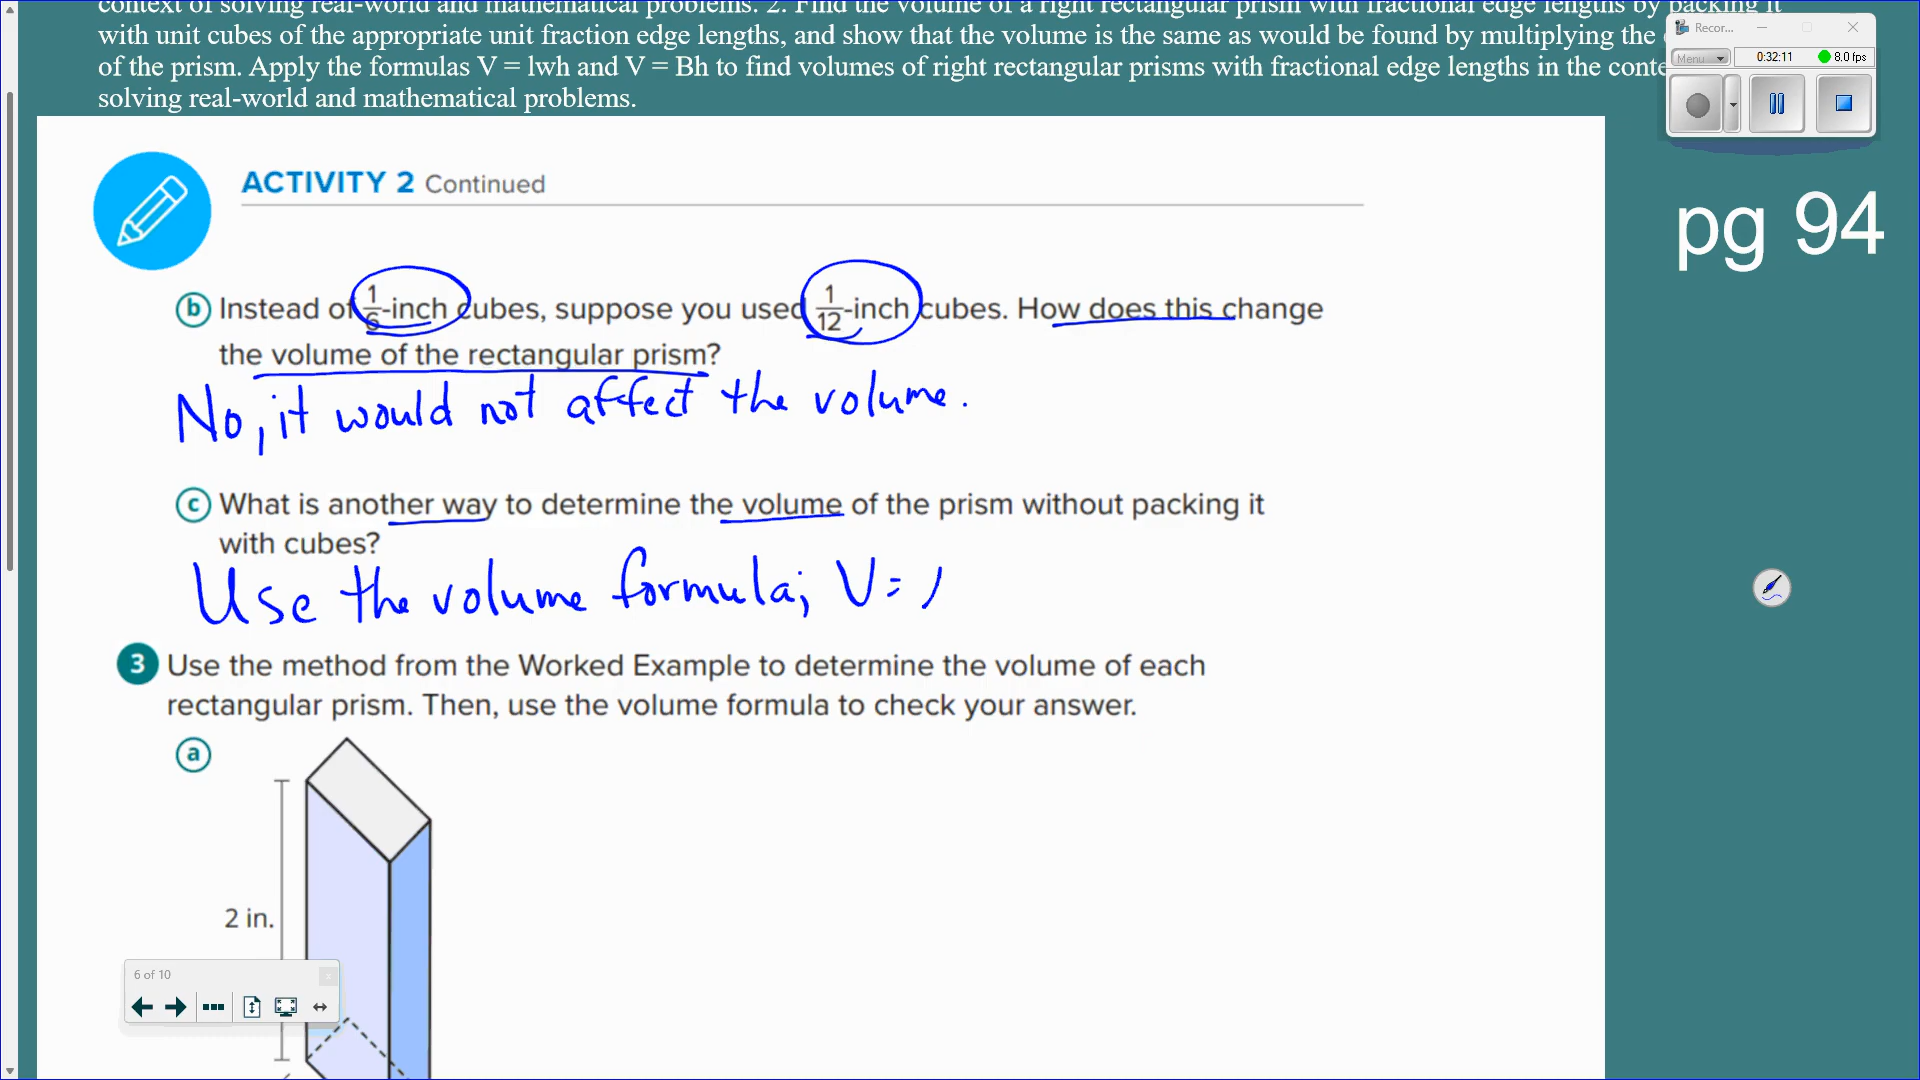 context of solving real-world and mathematical problems. 2. Find the volume of a right rectangular prism with fractional edge lengths by packing it
with unit cubes of the appropriate unit fraction edge lengths, and show that the volume is the same as would be found by multiplying the
of the prism. Apply the formulas V = lwh and V = Bh to find volumes of right rectangular prisms with fractional edge lengths in the
solving real-world and mathematical problems.
Recor...
Menu
0:32:11
8.0 fps
pg 94
ACTIVITY 2 Continued
b Instead of 1/6-inch cubes, suppose you used 1/12-inch cubes. How does this change
the volume of the rectangular prism?
No, it would not affect the volume.
c What is another way to determine the volume of the prism without packing it
with cubes?
Use the volume formula; V=
3 Use the method from the Worked Example to determine the volume of each
rectangular prism. Then, use the volume formula to check your answer.
a
2 in.
6 of 10